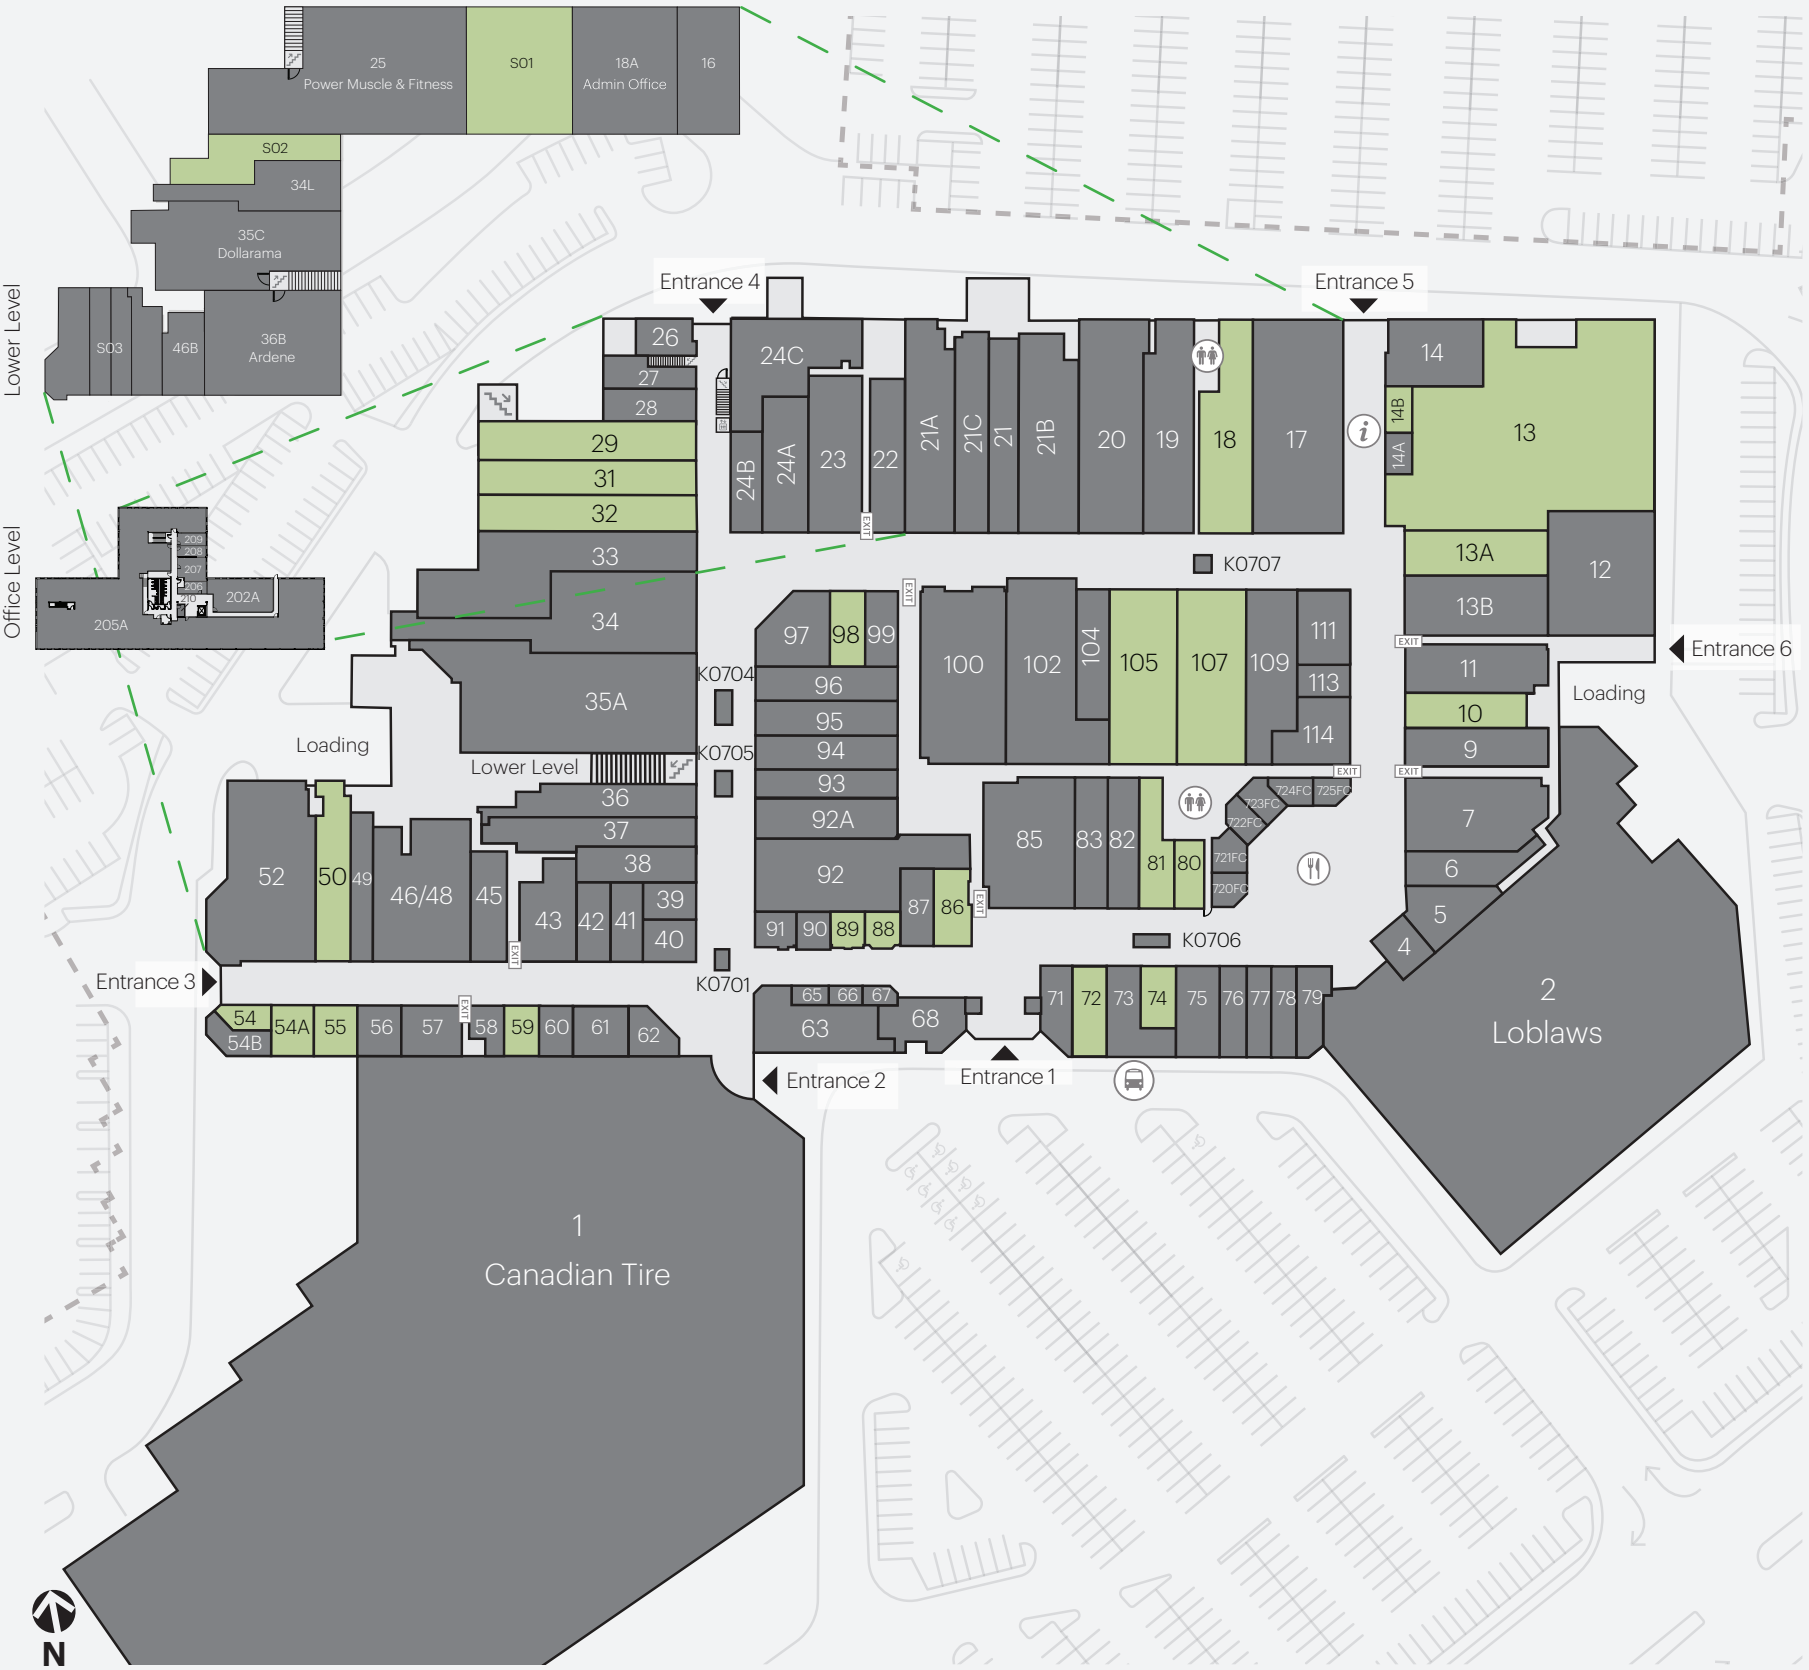 25
Power Muscle & Fitness
S01
18A
Admin Office
16
S02
34L
35C
Dollarama
Lower Level
S03
46B
36B
Ardene
Entrance 4
Entrance 5
26
27
28
24C
24B
24A
23
22
21A
21C
21
21B
20
19
18
17
14
14B
14A
13
29
31
32
33
34
35A
EXIT
K0707
13A
13B
12
Office Level
209
208
207
206
210
202A
205A
EXIT
97
98
99
100
102
104
105
107
109
111
113
114
EXIT
Entrance 6
11
Loading
10
9
K0704
96
95
94
93
92A
92
K0705
Loading
Lower Level
EXIT
EXIT
36
37
38
39
40
41
42
43
45
46/48
49
50
52
85
83
82
81
80
724FC
725FC
723FC
722FC
721FC
720FC
7
6
5
4
91
90
89
88
87
86
EXIT
EXIT
K0706
Entrance 3
K0701
2
Loblaws
54
54B
54A
55
56
57
EXIT
58
59
60
61
62
65
66
67
63
68
71
72
73
74
75
76
77
78
79
Entrance 2
Entrance 1
1
Canadian Tire
N